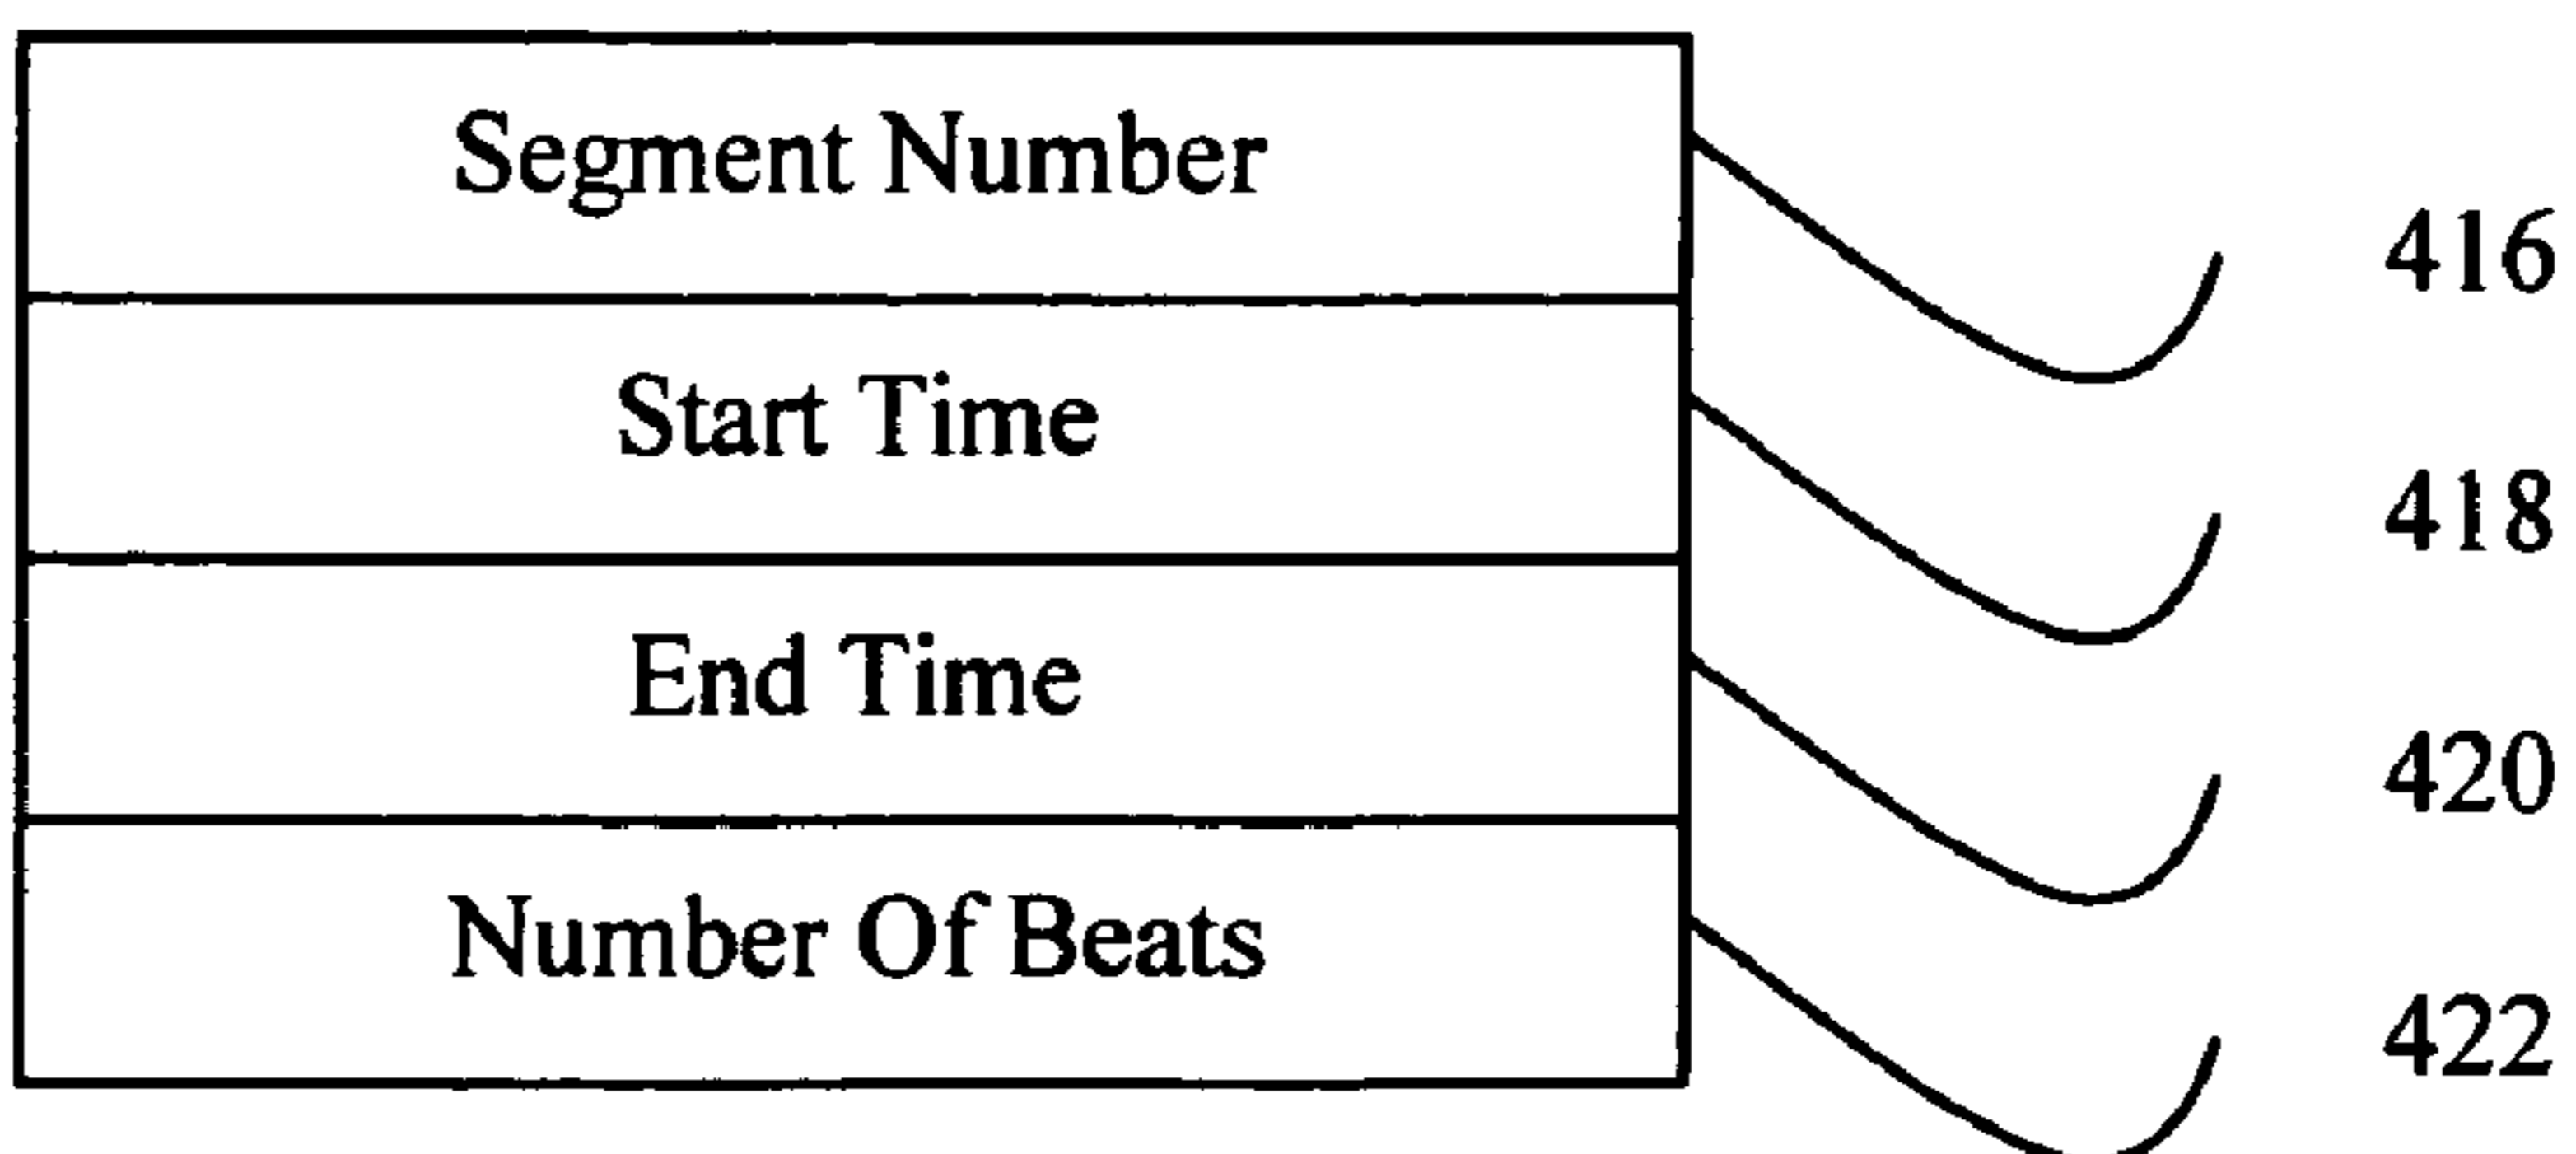 Segment Number
416
Start Time
418
End Time
420
Number Of Beats
422